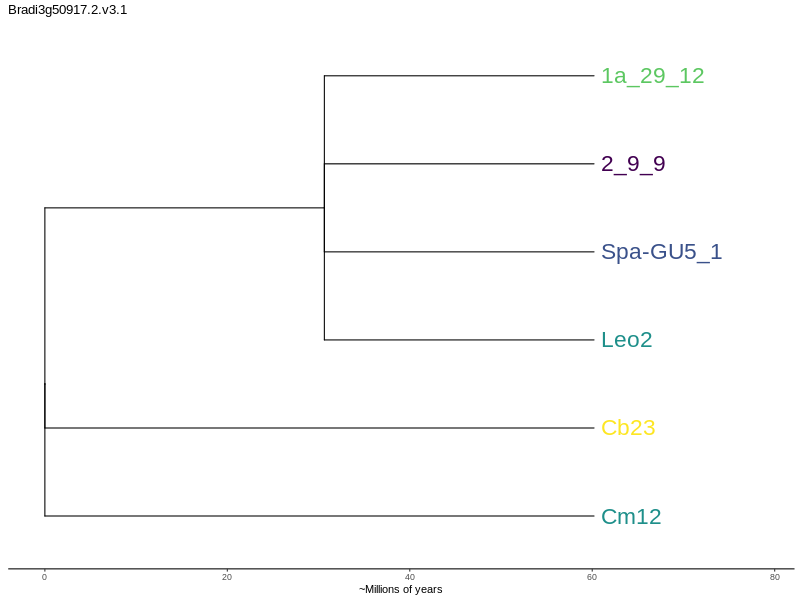 Bradi3g50917.2.v3.1
1a_29_12
2_9_9
Spa-GU5_1
Leo2
Cb23
Cm12
0 20 40 60 80
~Millions of years